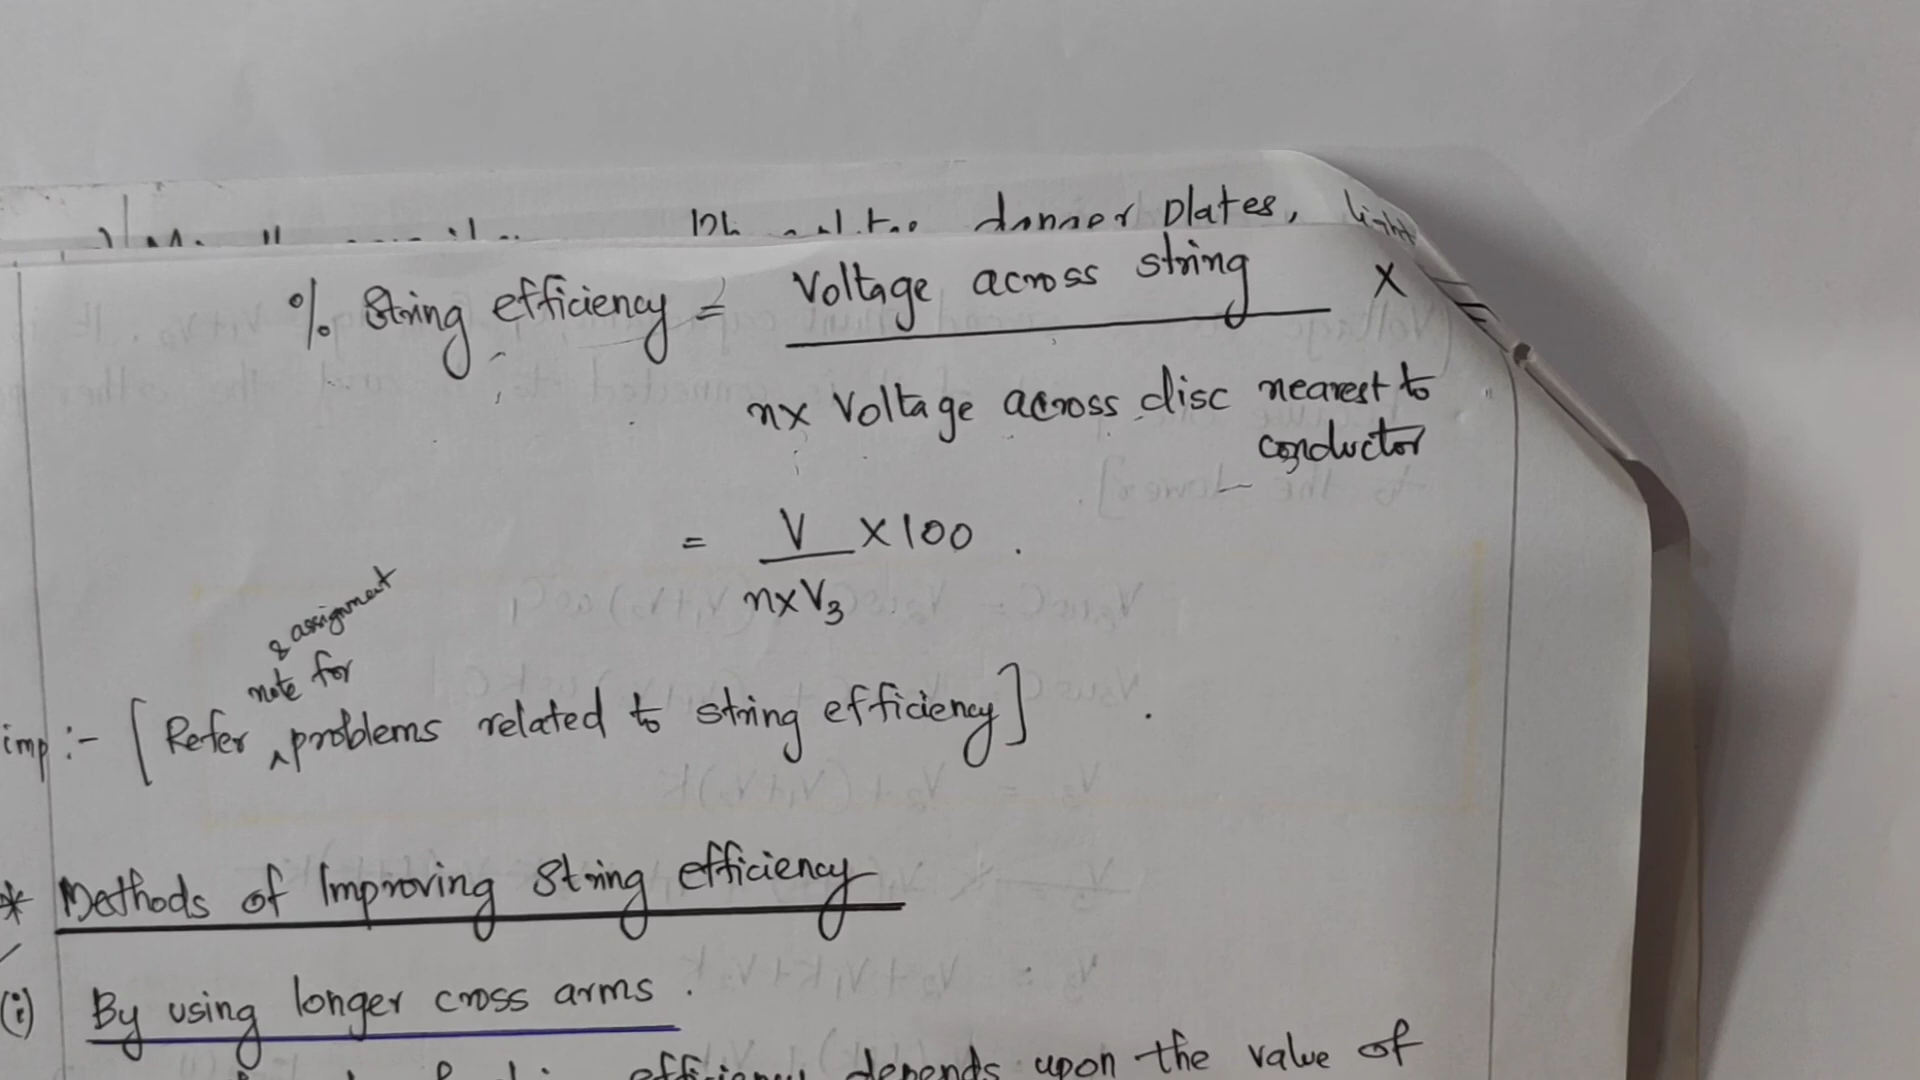 plates, light
% String efficiency = Voltage across string ×
n× Voltage across disc nearest to
conductor
= V × 100 .
n×V₃
& assignment
note for
imp :- [Refer ^ problems related to string efficiency]
* Methods of Improving String efficiency
(i) By using longer cross arms .
efficiency depends upon the value of